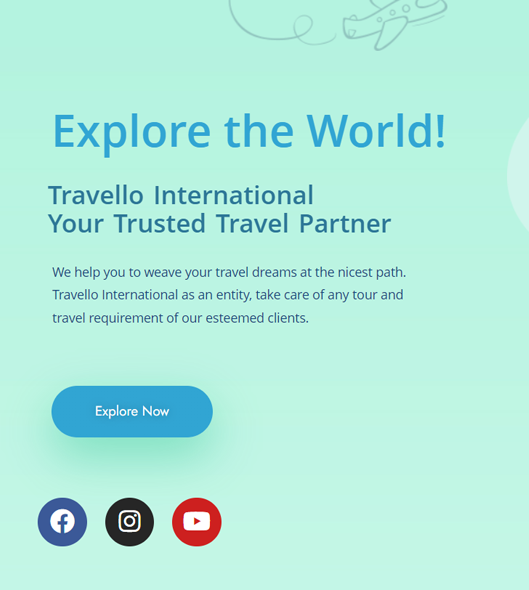 Explore the World!
Travello International
Your Trusted Travel Partner
We help you to weave your travel dreams at the nicest path.
Travello International as an entity, take care of any tour and
travel requirement of our esteemed clients.
Explore Now